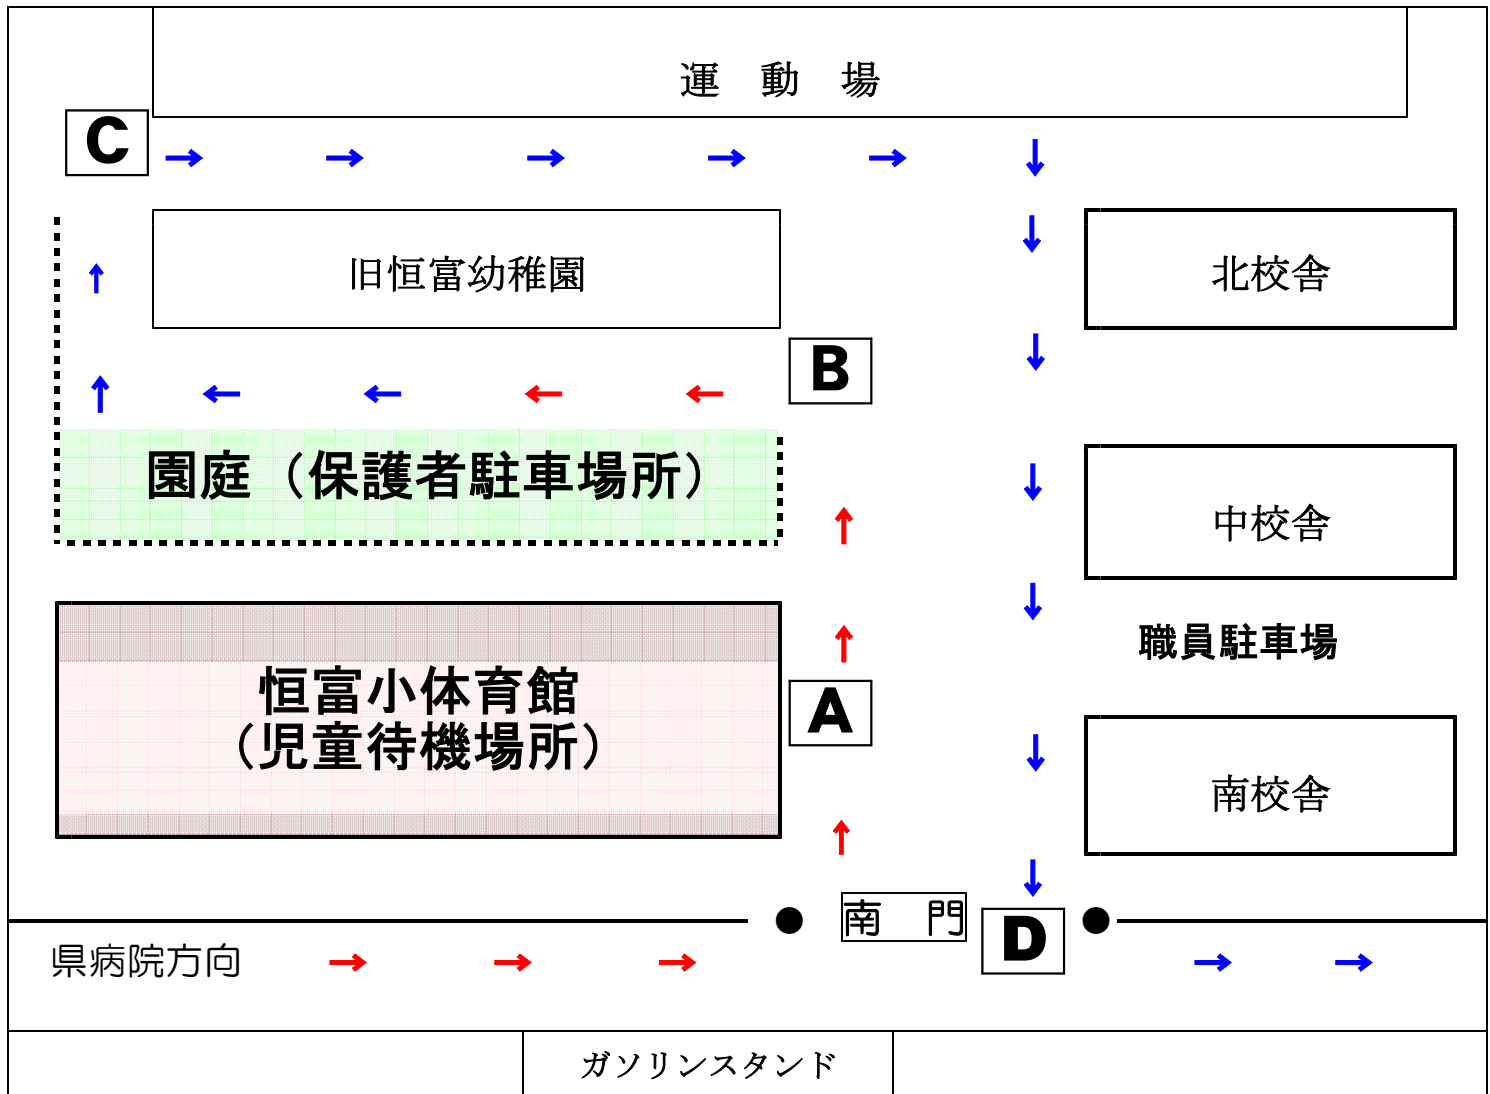 運　動　場
C
旧恒富幼稚園
北校舎
B
園庭（保護者駐車場所）
中校舎
職員駐車場
恒富小体育館
（児童待機場所）
A
南校舎
南　門
D
県病院方向
ガソリンスタンド